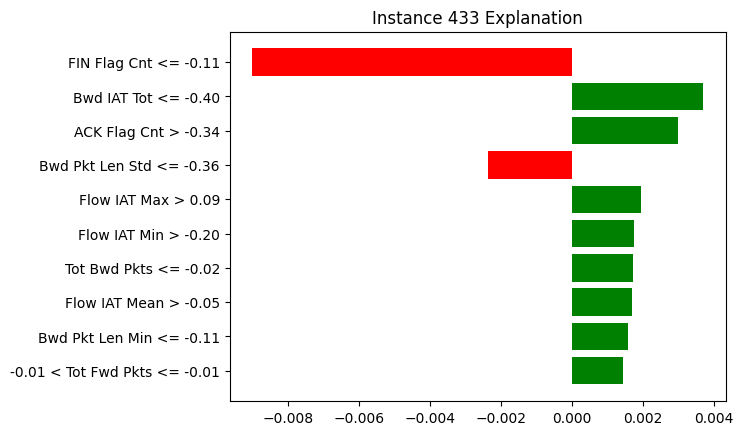 Instance 433 Explanation
FIN Flag Cnt <= -0.11
Bwd IAT Tot <= -0.40
ACK Flag Cnt > -0.34
Bwd Pkt Len Std <= -0.36
Flow IAT Max > 0.09
Flow IAT Min > -0.20
Tot Bwd Pkts <= -0.02
Flow IAT Mean > -0.05
Bwd Pkt Len Min <= -0.11
-0.01 < Tot Fwd Pkts <= -0.01
−0.008 −0.006 −0.004 −0.002 0.000 0.002 0.004